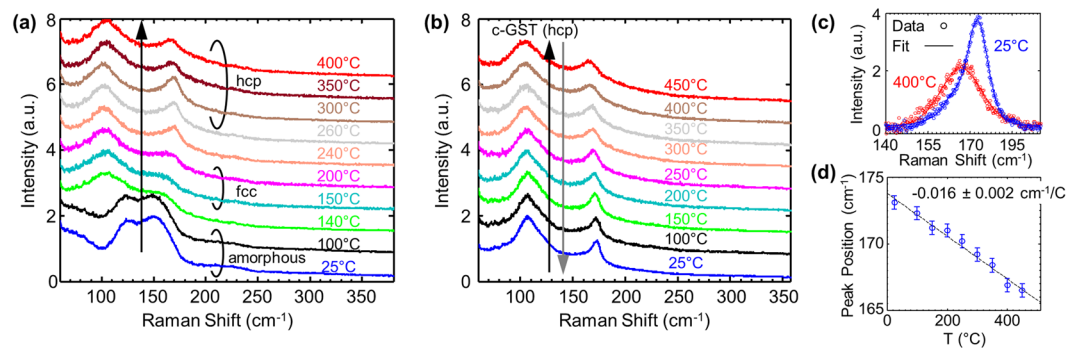 (a)
8
6
4
2
0
Intensity (a.u.)
400°C
350°C
hcp
300°C
260°C
240°C
200°C
fcc
150°C
140°C
100°C
amorphous
25°C
100
150
200
250
300
350
Raman Shift (cm-1)
(b)
8
6
4
2
0
Intensity (a.u.)
c-GST (hcp)
450°C
400°C
350°C
300°C
250°C
200°C
150°C
100°C
25°C
100
150
200
250
300
350
Raman Shift (cm-1)
(c)
4
2
0
Intensity (a.u.)
Data
Fit
25°C
400°C
140
155
170
195
Raman Shift (cm-1)
(d)
175
170
165
Peak Position (cm-1)
-0.016 ± 0.002 cm-1/C
0
200
400
T (°C)